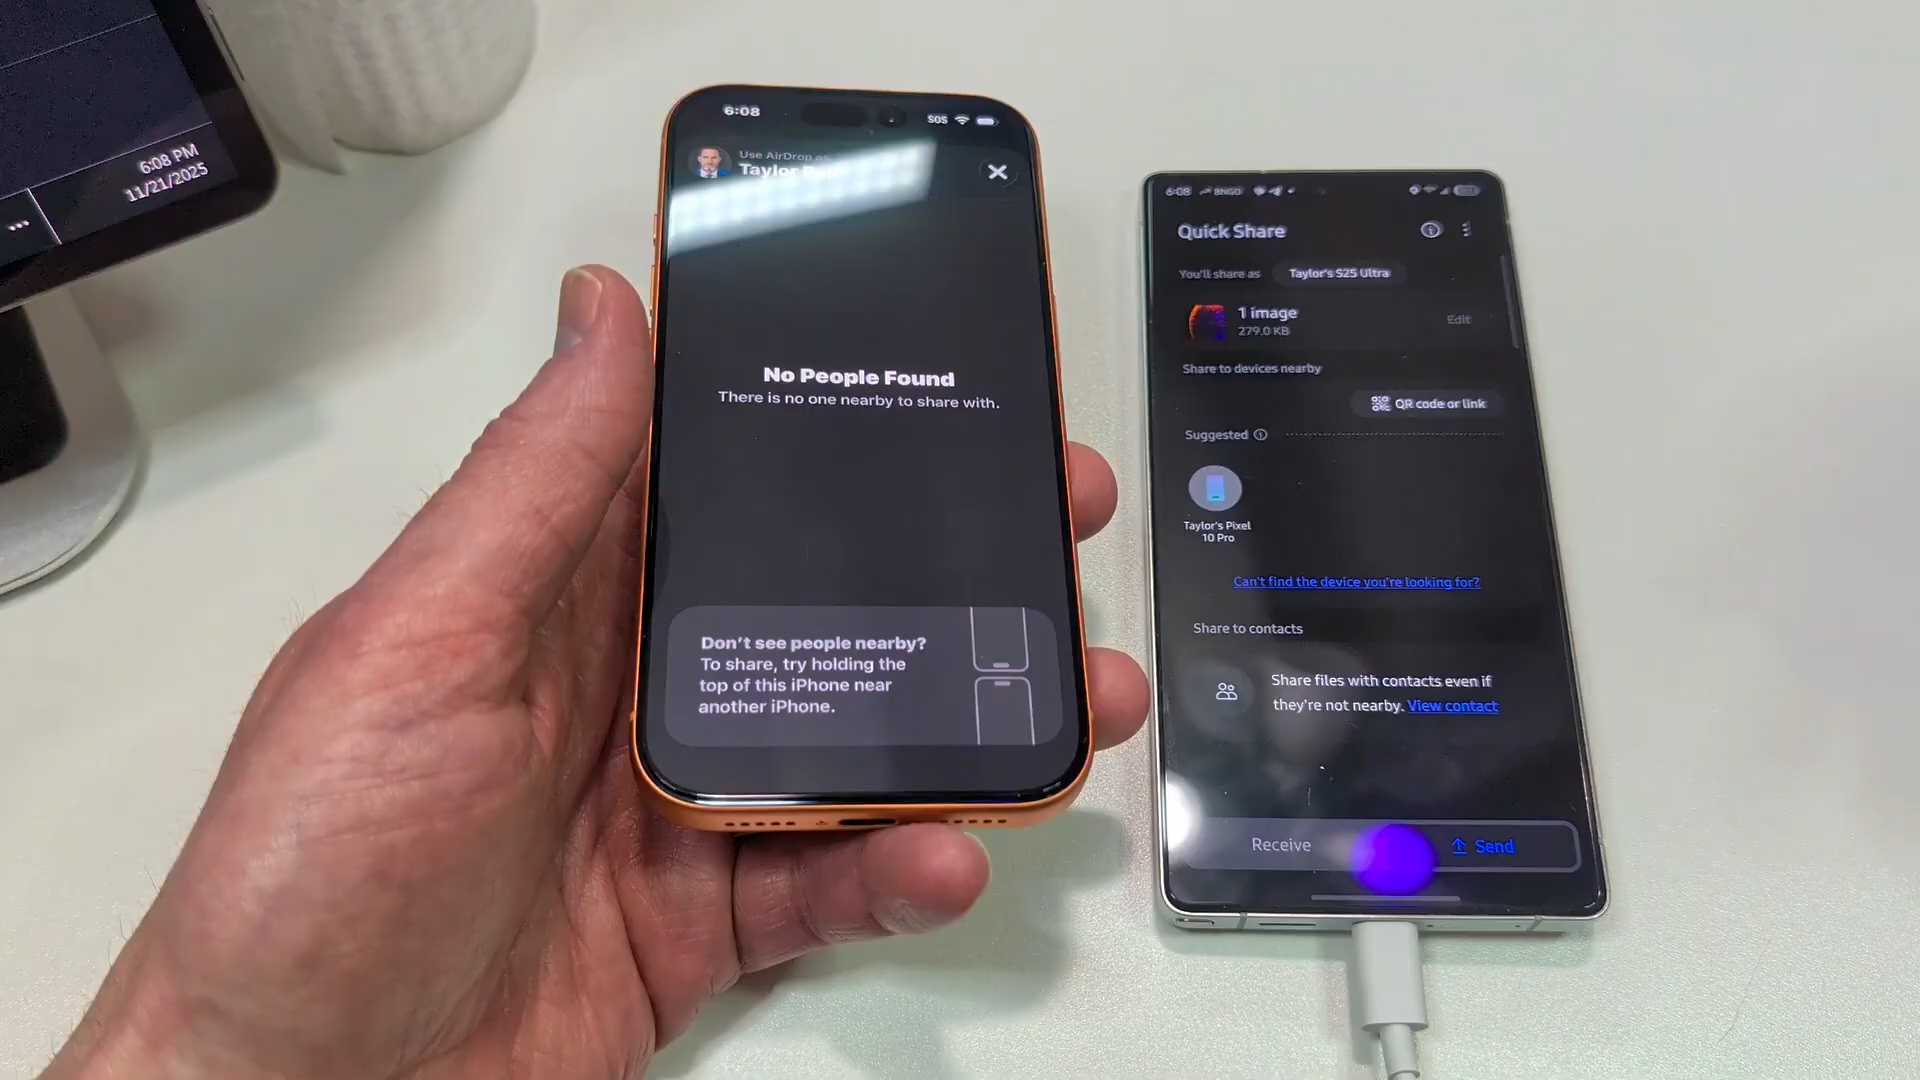 6:08 PM
11/21/2025
6:08
SOS
Use AirDrop as
Taylor
No People Found
There is no one nearby to share with.
Don't see people nearby?
To share, try holding the
top of this iPhone near
another iPhone.
6:08 BNGO
Quick Share
You'll share as Taylor's S25 Ultra
1 image
279.0 KB
Edit
Share to devices nearby
QR code or link
Suggested
Taylor's Pixel
10 Pro
Can't find the device you're looking for?
Share to contacts
Share files with contacts even if
they're not nearby. View contact
Receive
Send